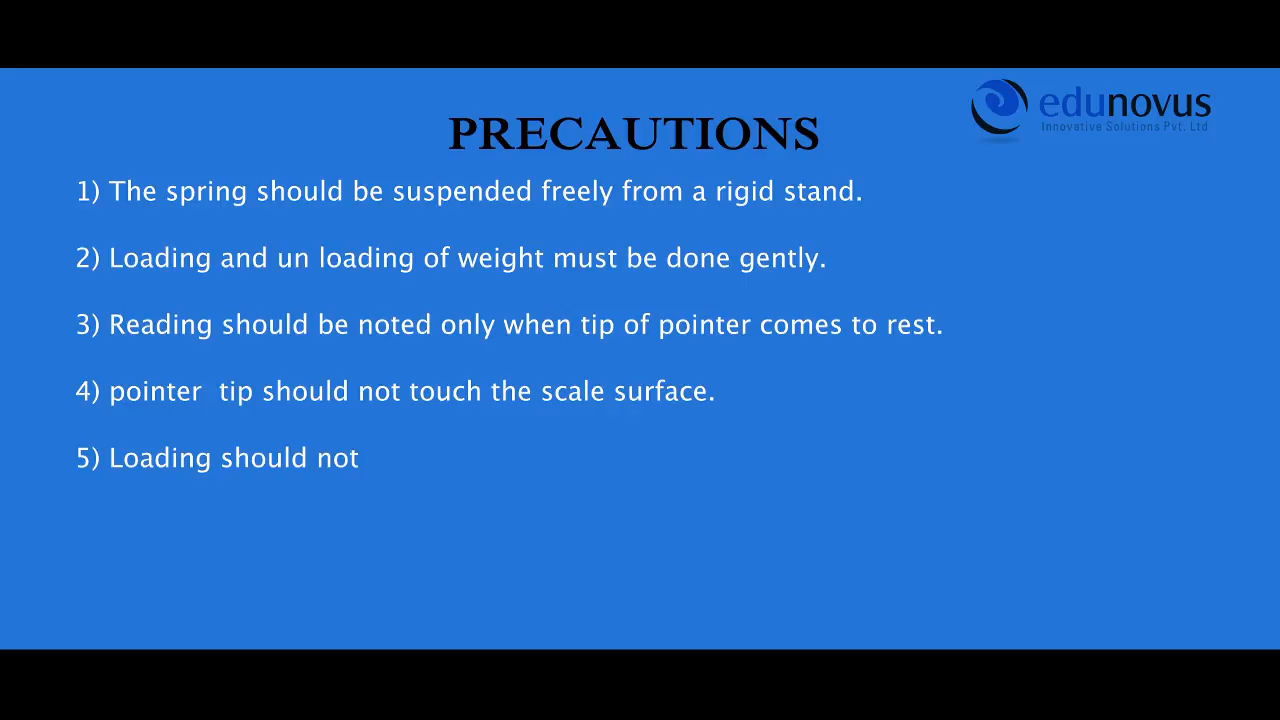 edunovus
Innovative Solutions Pvt. Ltd
PRECAUTIONS
1) The spring should be suspended freely from a rigid stand.
2) Loading and un loading of weight must be done gently.
3) Reading should be noted only when tip of pointer comes to rest.
4) pointer  tip should not touch the scale surface.
5) Loading should not